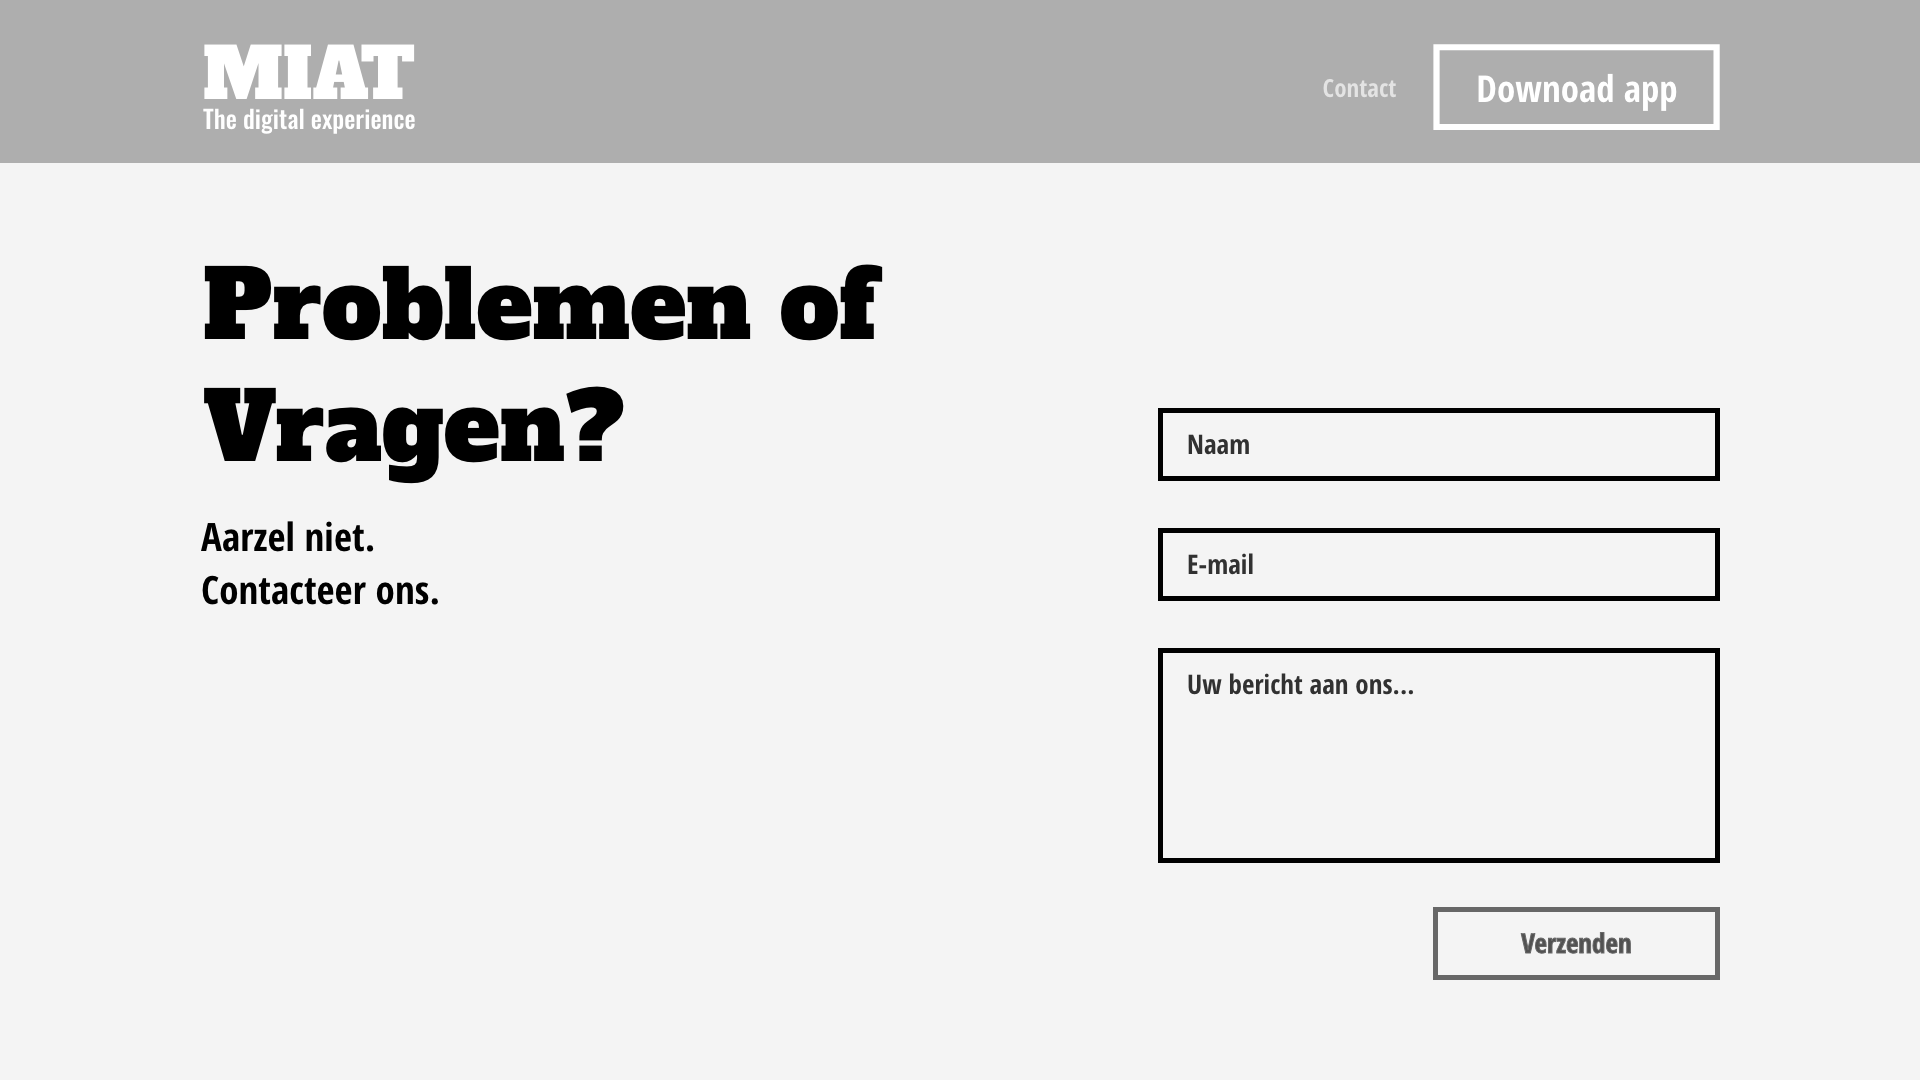 MIAT
The digital experience
Contact
Downoad app
Problemen of
Vragen?
Aarzel niet.
Contacteer ons.
Naam
E-mail
Uw bericht aan ons...
Verzenden